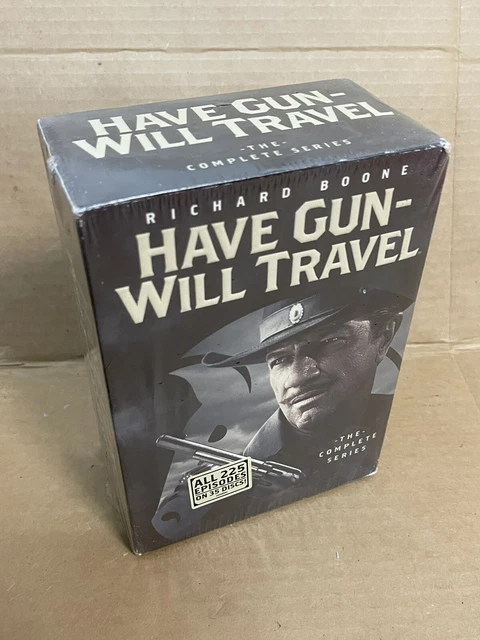 HAVE GUN-
WILL TRAVEL
-THE-
COMPLETE SERIES
RICHARD BOONE
HAVE GUN-
WILL TRAVEL
-THE-
COMPLETE
SERIES
ALL 225
EPISODES
ON 35 DISCS!